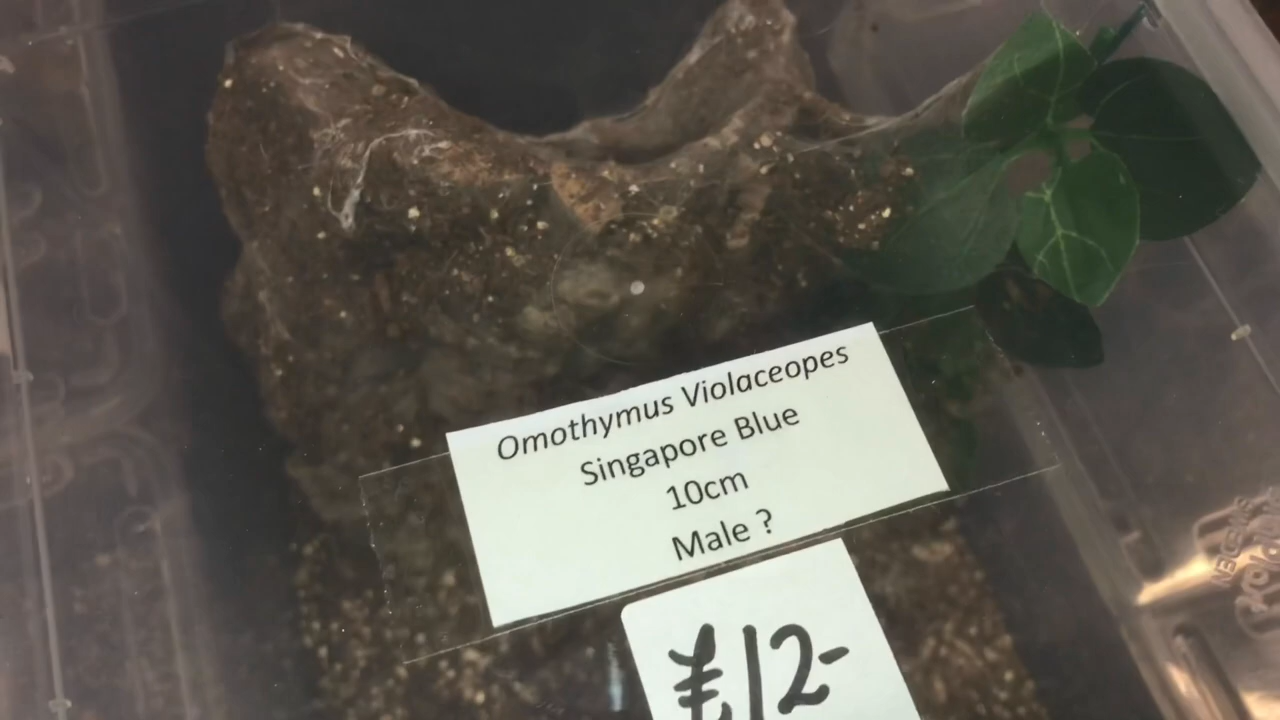 Omothymus Violaceopes
Singapore Blue
10cm
Male ?
£12-